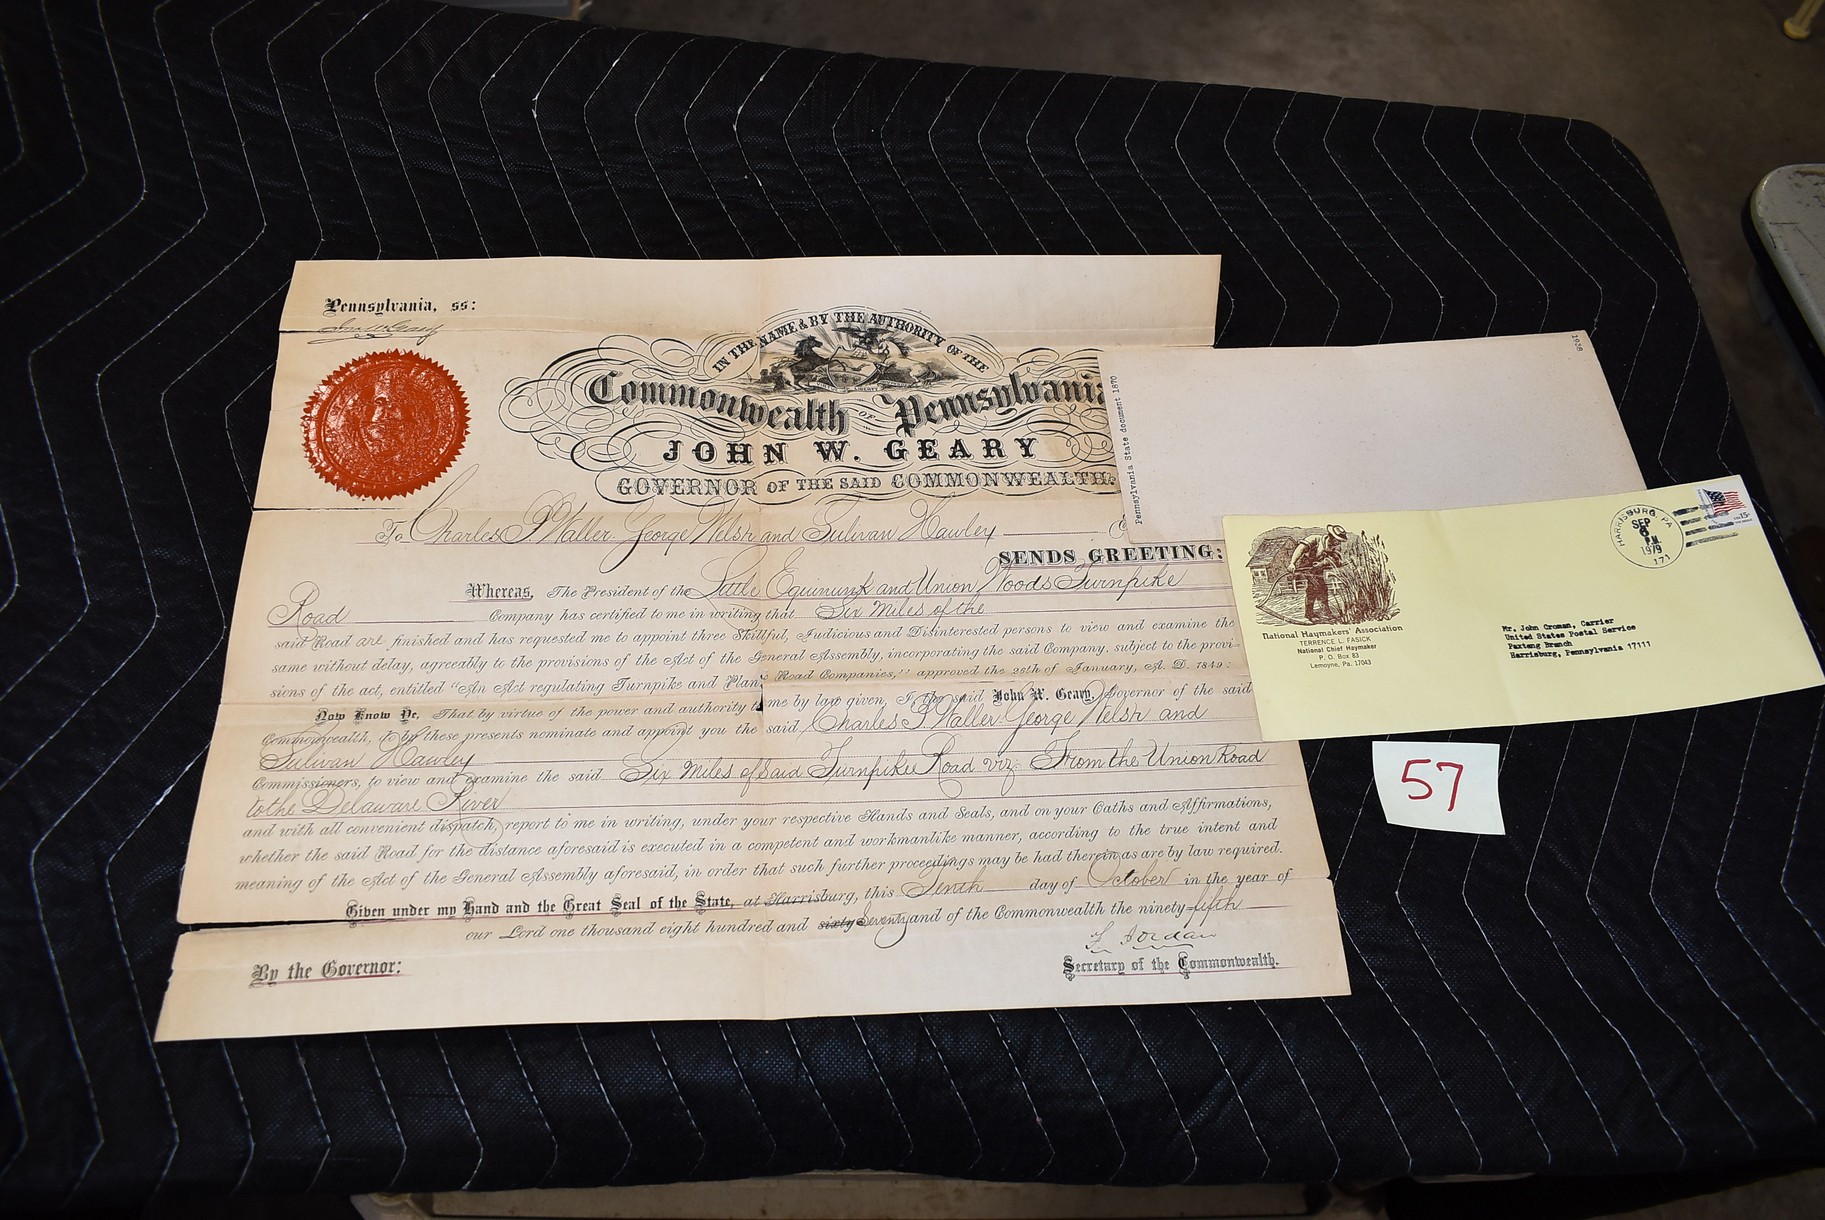 Pennsylvania, ss:
Jno W. Geary
IN THE NAME & BY THE AUTHORITY OF THE
Commonwealth OF Pennsylvania
JOHN W. GEARY
GOVERNOR OF THE SAID COMMONWEALTH.
To Charles P. Waller George Welsh and Sulivan Hawley
SENDS GREETING:
Whereas, The President of the Little Equinunk and Union Woods Turnpike
Road Company has certified to me in writing that Six Miles of the
said Road are finished and has requested me to appoint three Skillful, Judicious and Disinterested persons to view and examine the
same without delay, agreeably to the provisions of the Act of the General Assembly, incorporating the said Company, subject to the provi-
sions of the act, entitled "An Act regulating Turnpike and Plank Road Companies," approved the 26th of January, A. D. 1849:
Now Know Ye, That by virtue of the power and authority to me by law given, I the said John W. Geary, Governor of the said
Commonwealth, do by these presents nominate and appoint you the said Charles P Waller George Welsh and
Sulivan Hawley
Commissioners, to view and examine the said Six Miles of Said Turnpike Road viz. From the Union Road
to the Delaware River
and with all convenient dispatch, report to me in writing, under your respective Hands and Seals, and on your Oaths and Affirmations,
whether the said Road for the distance aforesaid is executed in a competent and workmanlike manner, according to the true intent and
meaning of the Act of the General Assembly aforesaid, in order that such further proceedings may be had therein as are by law required.
Given under my Hand and the Great Seal of the State, at Harrisburg, this Tenth day of October in the year of
our Lord one thousand eight hundred and sixty Seventy and of the Commonwealth the ninety-fifth
By the Governor:
F Jordan
Secretary of the Commonwealth.
Pennsylvania State document 1870
1928
National Haymakers' Association
TERRENCE L. FASICK
National Chief Haymaker
P. O. Box 83
Lemoyne, Pa. 17043
HARRISBURG, PA
SEP
6
P.M.
1979
171
USA 15c
Mr. John Croman, Carrier
United States Postal Service
Paxtang Branch
Harrisburg, Pennsylvania 17111
57